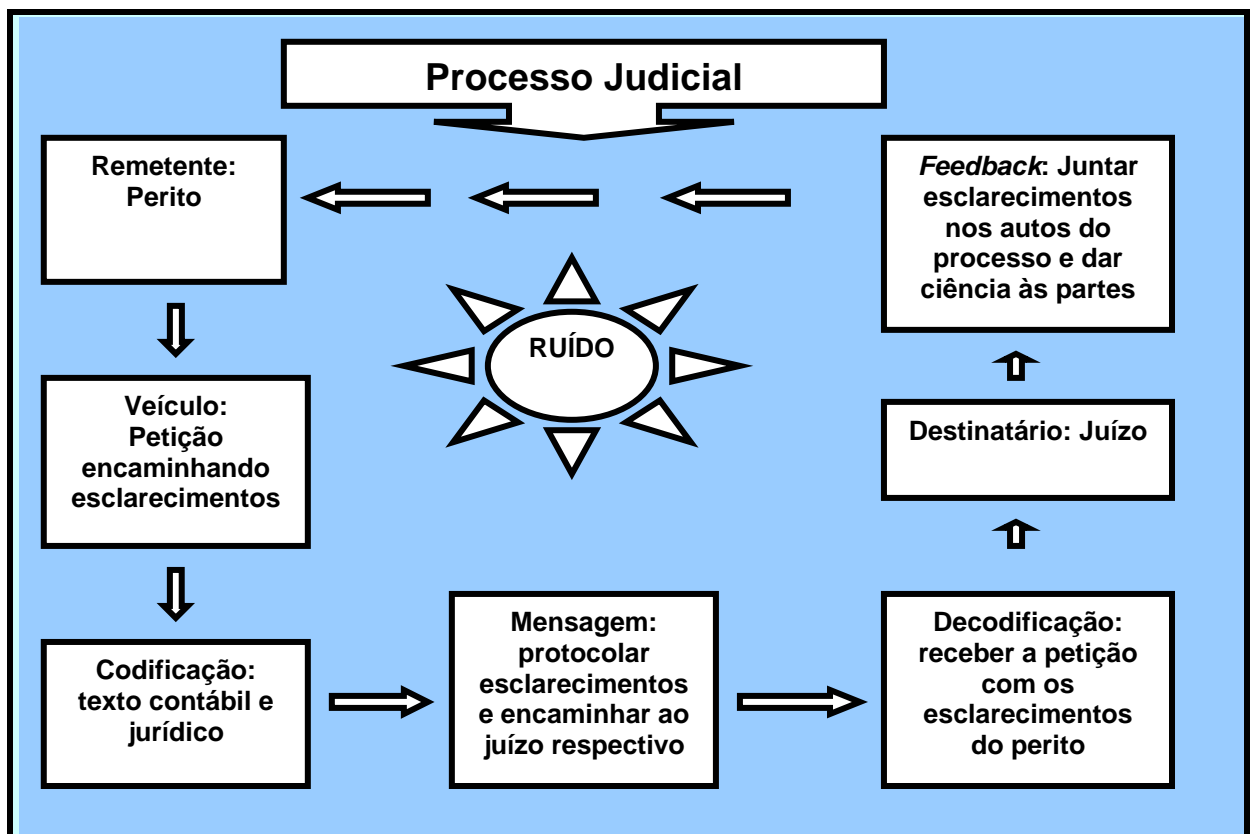 Processo Judicial
Remetente:
Perito
Feedback: Juntar
esclarecimentos
nos autos do
processo e dar
ciência às partes
RUÍDO
Veículo:
Petição
encaminhando
esclarecimentos
Destinatário: Juízo
Codificação:
texto contábil e
jurídico
Mensagem:
protocolar
esclarecimentos
e encaminhar ao
juízo respectivo
Decodificação:
receber a petição
com os
esclarecimentos
do perito